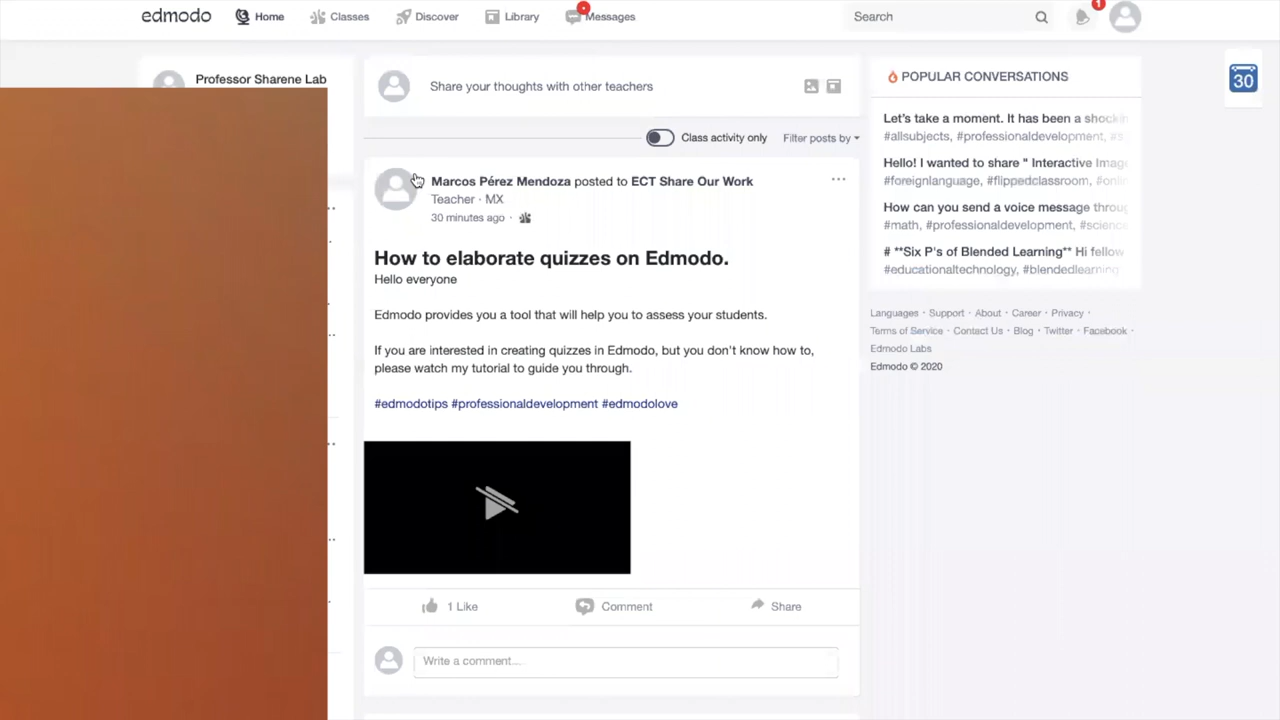 edmodo
Home
Classes
Discover
Library
Messages
Search
1
30
Professor Sharene Lab
Share your thoughts with other teachers
Class activity only
Filter posts by
Marcos Pérez Mendoza posted to ECT Share Our Work
Teacher · MX
30 minutes ago ·
How to elaborate quizzes on Edmodo.
Hello everyone
Edmodo provides you a tool that will help you to assess your students.
If you are interested in creating quizzes in Edmodo, but you don't know how to,
please watch my tutorial to guide you through.
#edmodotips #professionaldevelopment #edmodolove
1 Like
Comment
Share
Write a comment...
POPULAR CONVERSATIONS
Let's take a moment. It has been a shockin
#allsubjects, #professionaldevelopment, #s
Hello! I wanted to share " Interactive Image
#foreignlanguage, #flippedclassroom, #onlin
How can you send a voice message throug
#math, #professionaldevelopment, #science
# **Six P's of Blended Learning** Hi fellow
#educationaltechnology, #blendedlearning
Languages · Support · About · Career · Privacy ·
Terms of Service · Contact Us · Blog · Twitter · Facebook ·
Edmodo Labs
Edmodo © 2020